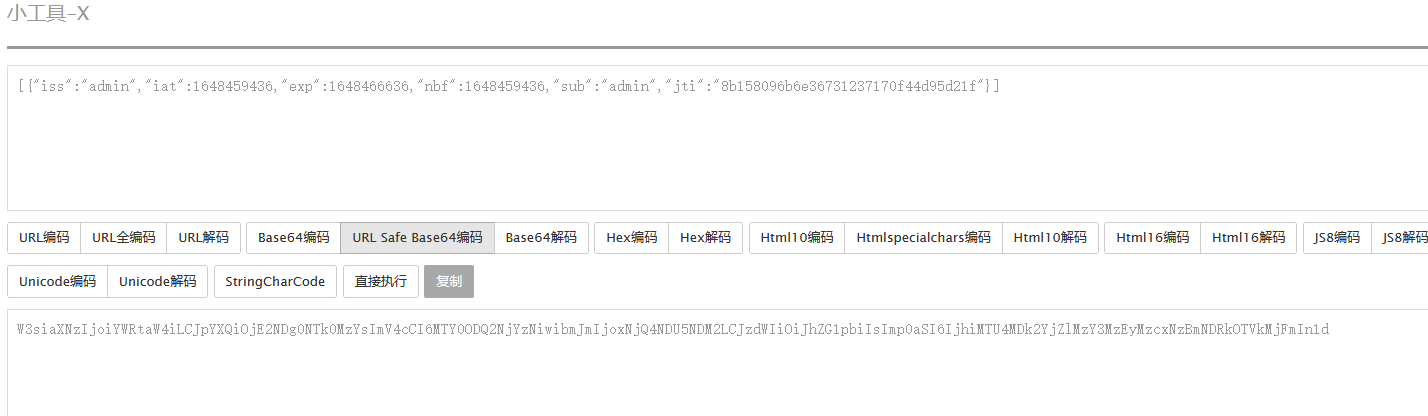 小工具-X
[{"iss":"admin","iat":1648459436,"exp":1648466636,"nbf":1648459436,"sub":"admin","jti":"8b158096b6e36731237170f44d95d21f"}]
URL编码 URL全编码 URL解码 Base64编码 URL Safe Base64编码 Base64解码 Hex编码 Hex解码 Html10编码 Htmlspecialchars编码 Html10解码 Html16编码 Html16解码 JS8编码 JS8解码
Unicode编码 Unicode解码 StringCharCode 直接执行 复制
W3siaXNzIjoiYWRtaW4iLCJpYXQiOjE2NDg0NTk0MzYsImV4cCI6MTY0ODQ2NjYzNiwibmJmIjoxNjQ4NDU5NDM2LCJzdWIiOiJhZG1pbiIsImp0aSI6IjhiMTU4MDk2YjZlMzY3MzEyMzcxNzBmNDRkOTVkMjFmIn1d